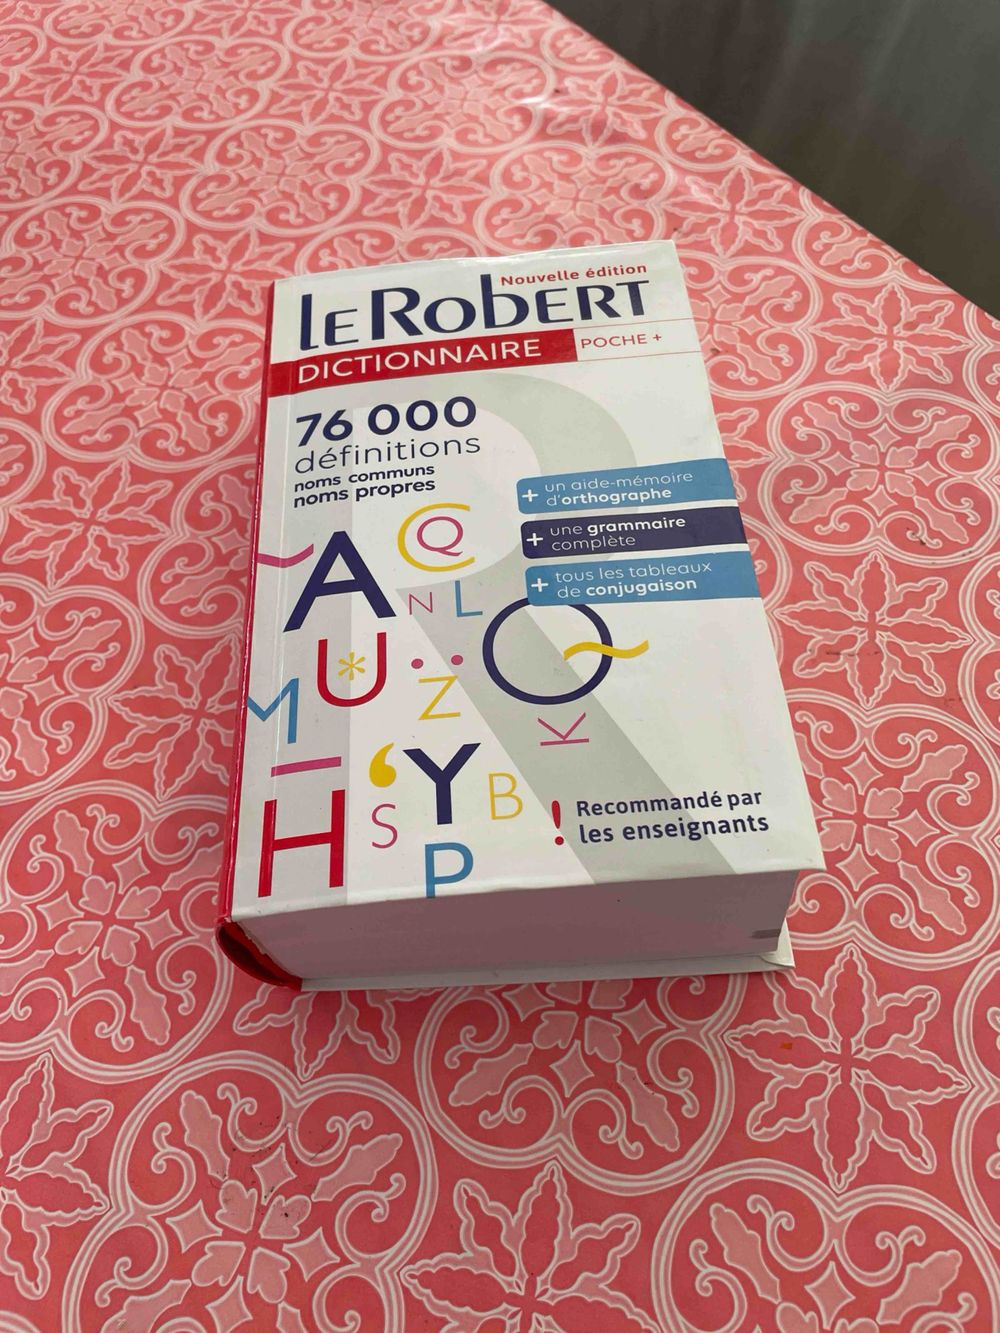 Nouvelle édition
LE ROBERT
DICTIONNAIRE
POCHE +
76 000
définitions
noms communs
noms propres
+ un aide-mémoire
d'orthographe
+ une grammaire
complète
+ tous les tableaux
de conjugaison
R
A C Q
N L
M U * Z Q
K
H S ‘ Y B
P
! Recommandé par
les enseignants